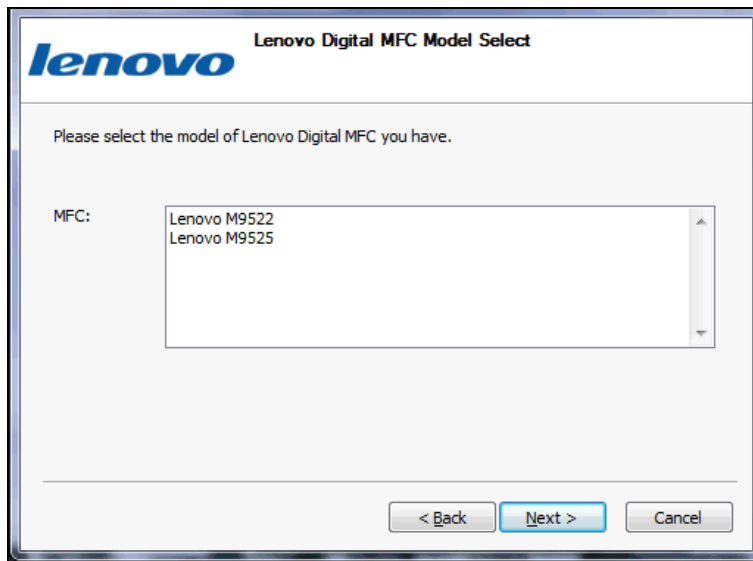 lenovo
Lenovo Digital MFC Model Select
Please select the model of Lenovo Digital MFC you have.
MFC:
Lenovo M9522
Lenovo M9525
< Back
Next >
Cancel